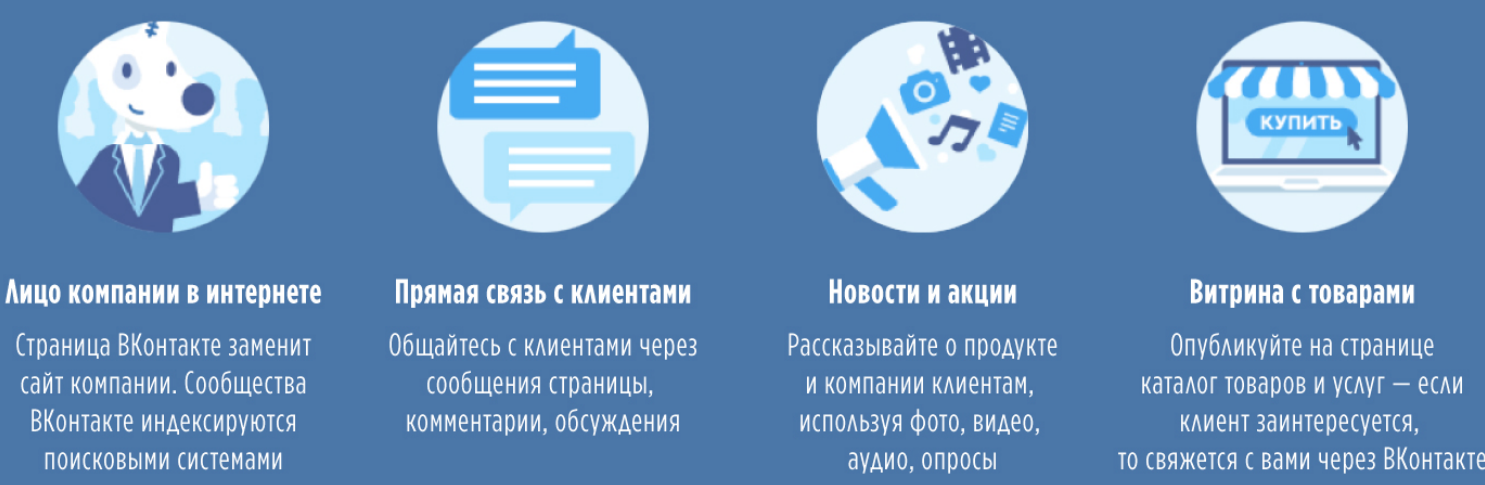 КУПИТЬ
Лицо компании в интернете
Страница ВКонтакте заменит
сайт компании. Сообщества
ВКонтакте индексируются
поисковыми системами
Прямая связь с клиентами
Общайтесь с клиентами через
сообщения страницы,
комментарии, обсуждения
Новости и акции
Рассказывайте о продукте
и компании клиентам,
используя фото, видео,
аудио, опросы
Витрина с товарами
Опубликуйте на странице
каталог товаров и услуг — если
клиент заинтересуется,
то свяжется с вами через ВКонтакте